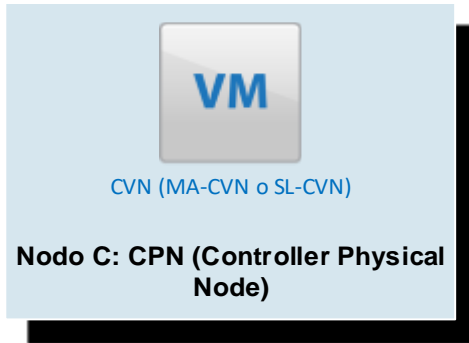 VM
CVN (MA-CVN o SL-CVN)
Nodo C: CPN (Controller Physical
Node)